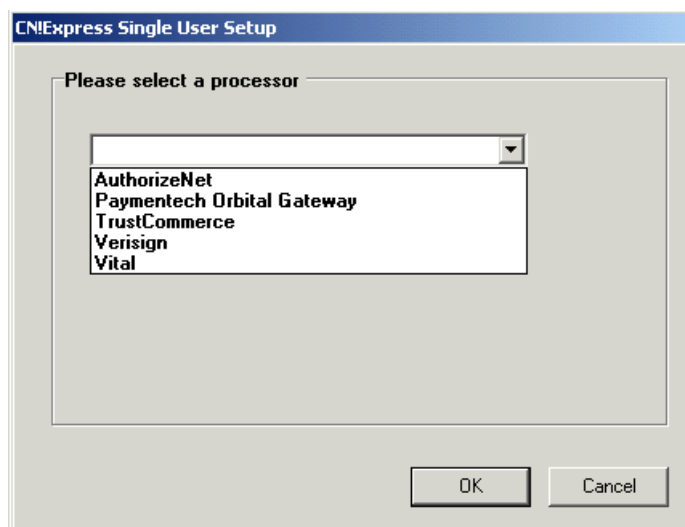 CN!Express Single User Setup
Please select a processor
AuthorizeNet
Paymentech Orbital Gateway
TrustCommerce
Verisign
Vital
OK
Cancel